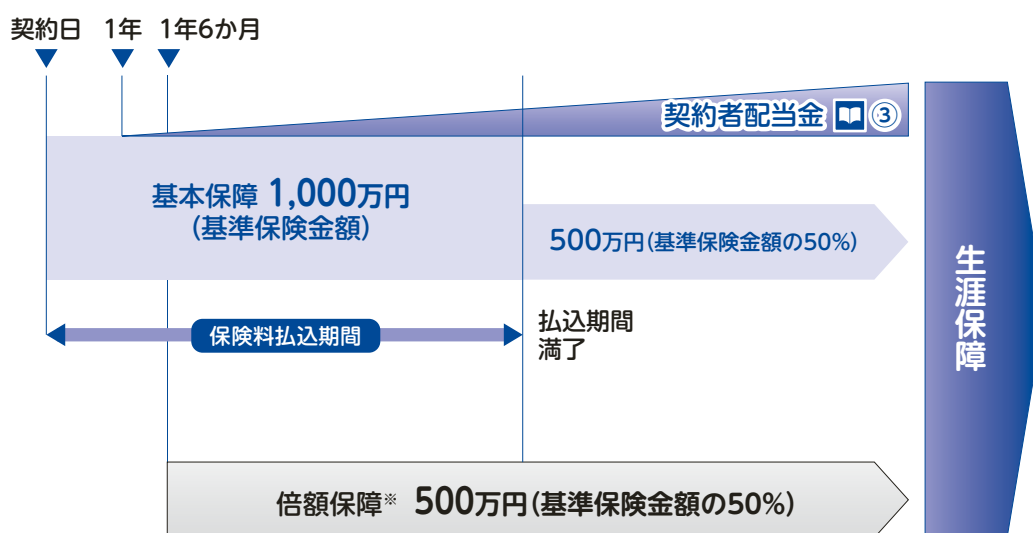 契約日 1年 1年6か月
契約者配当金 ③
基本保障 1,000万円
(基準保険金額)
500万円(基準保険金額の50%)
生涯保障
保険料払込期間
払込期間
満了
倍額保障※ 500万円(基準保険金額の50%)